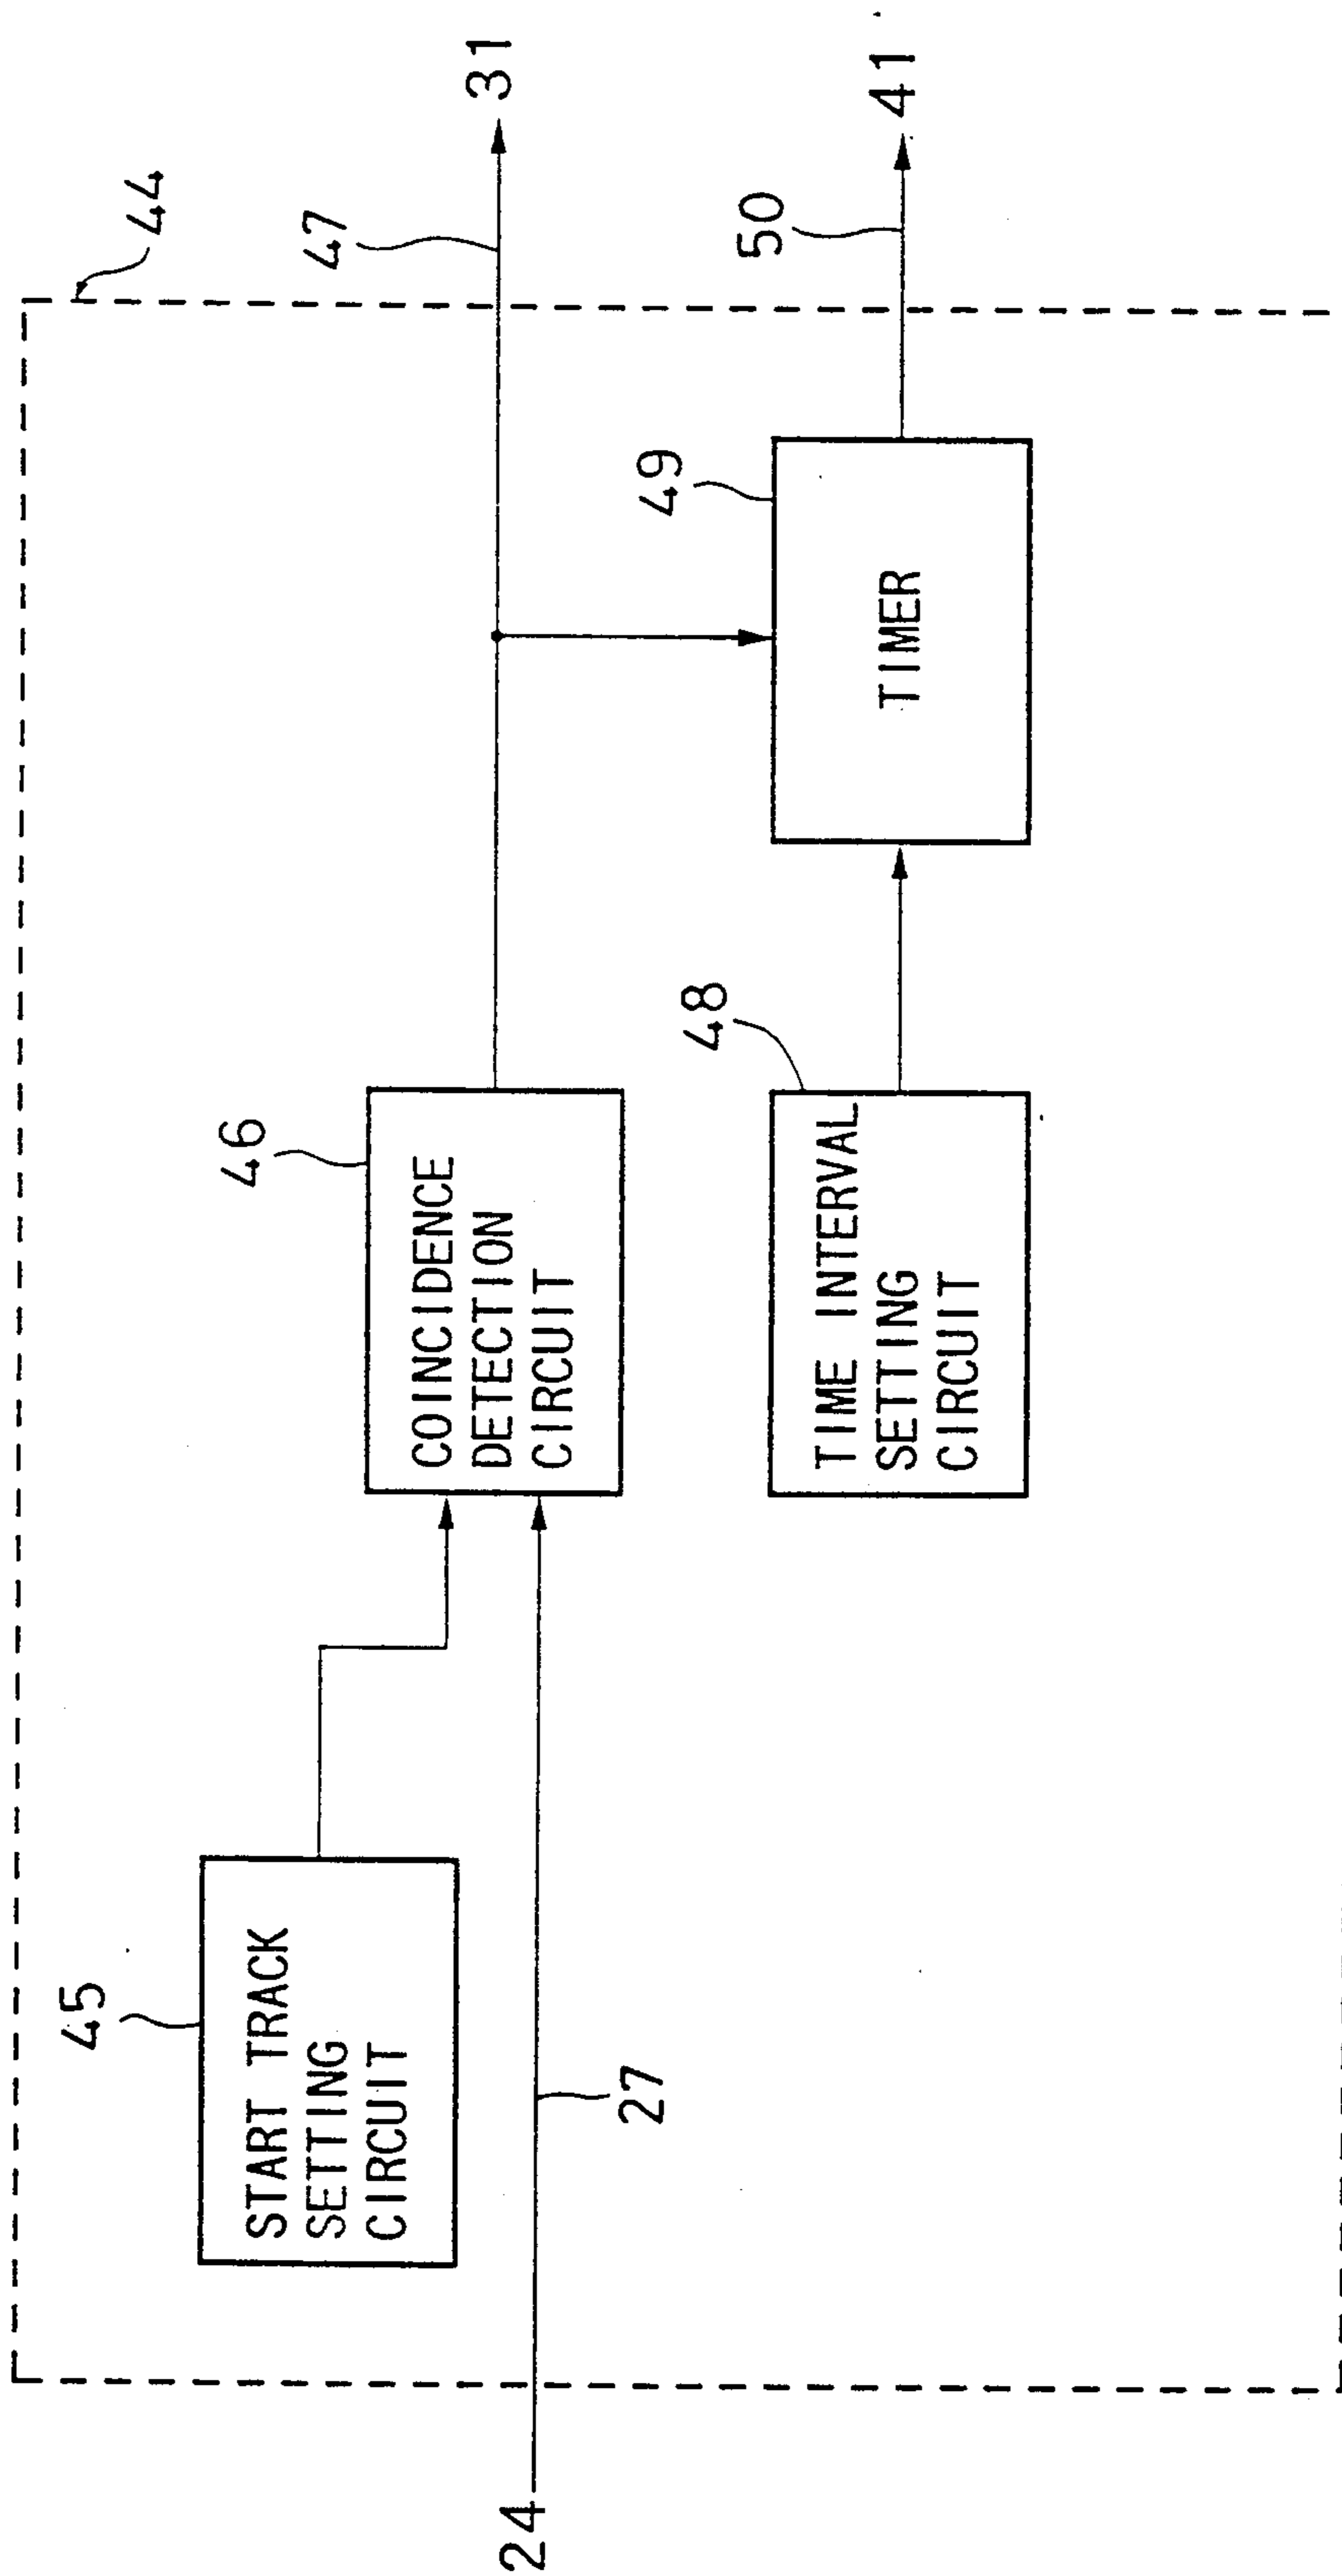 44
45
START TRACK
SETTING
CIRCUIT
46
COINCIDENCE
DETECTION
CIRCUIT
47
31
24
27
48
TIME INTERVAL
SETTING
CIRCUIT
49
TIMER
50
41